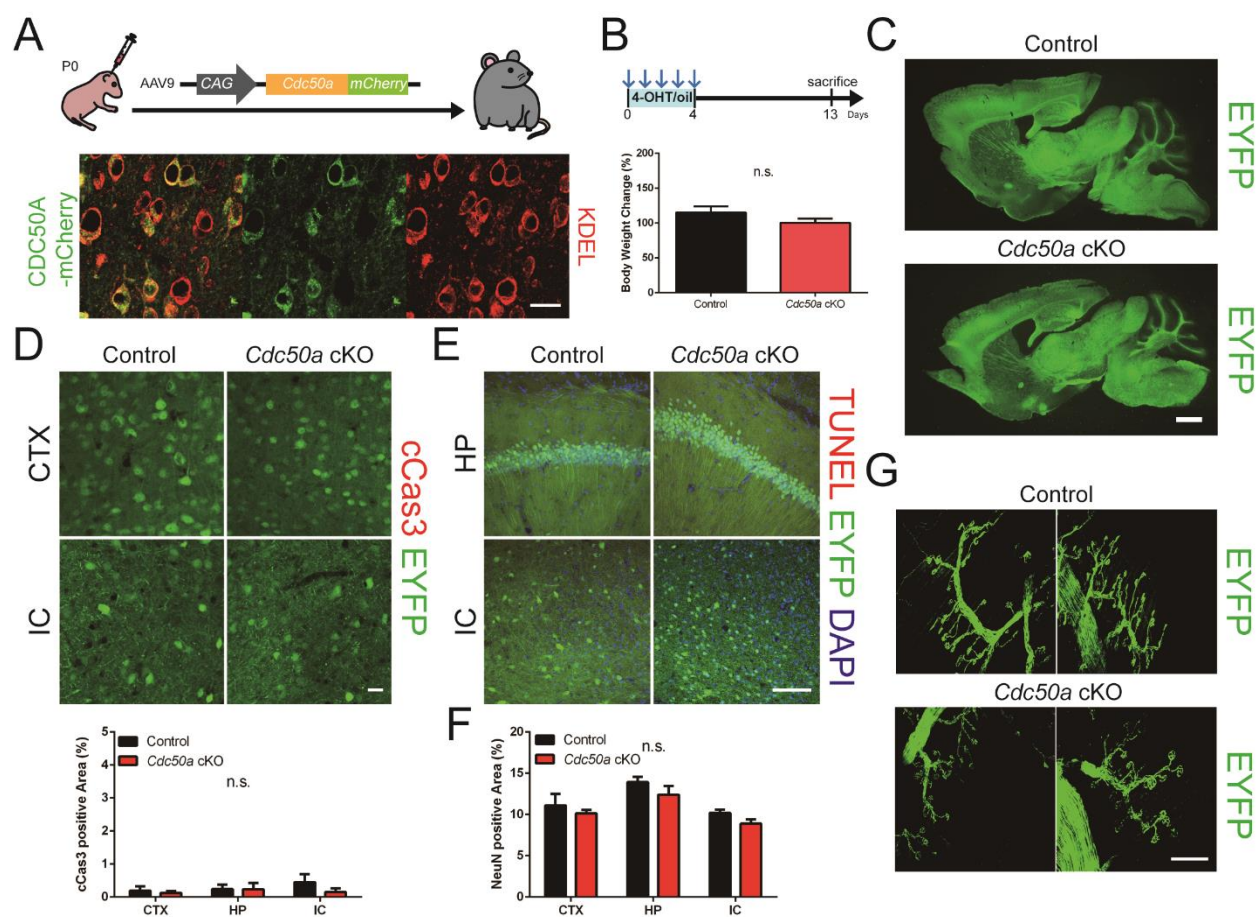 A
P0
AAV9
CAG
Cdc50a
mCherry
CDC50A
-mCherry
KDEL
B
4-OHT/oil
sacrifice
0
4
13
Days
Body Weight Change (%)
200
150
100
50
0
n.s.
Control
Cdc50a cKO
C
Control
EYFP
Cdc50a cKO
EYFP
D
Control
Cdc50a cKO
CTX
IC
cCas3 EYFP
cCas3 positive Area (%)
5
4
3
2
1
0
Control
Cdc50a cKO
n.s.
CTX
HP
IC
E
Control
Cdc50a cKO
HP
IC
TUNEL EYFP DAPI
F
NeuN positive Area (%)
20
15
10
5
0
Control
Cdc50a cKO
n.s.
CTX
HP
IC
G
Control
EYFP
Cdc50a cKO
EYFP